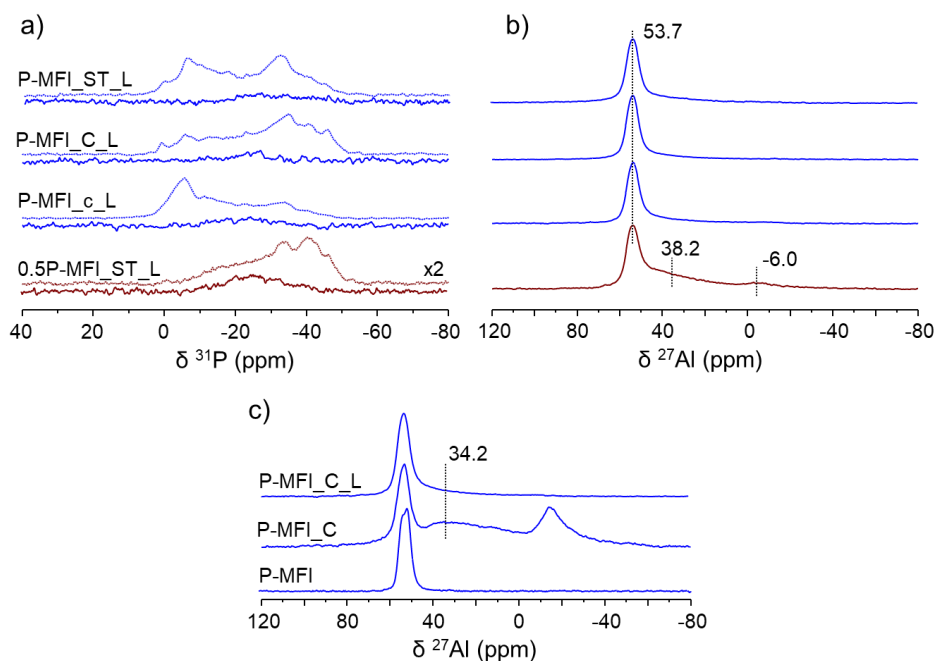 a)
P-MFI_ST_L
P-MFI_C_L
P-MFI_c_L
0.5P-MFI_ST_L
x2
40 20 0 -20 -40 -60 -80
δ 31P (ppm)
b)
53.7
38.2
-6.0
120 80 40 0 -40 -80
δ 27Al (ppm)
c)
34.2
P-MFI_C_L
P-MFI_C
P-MFI
120 80 40 0 -40 -80
δ 27Al (ppm)